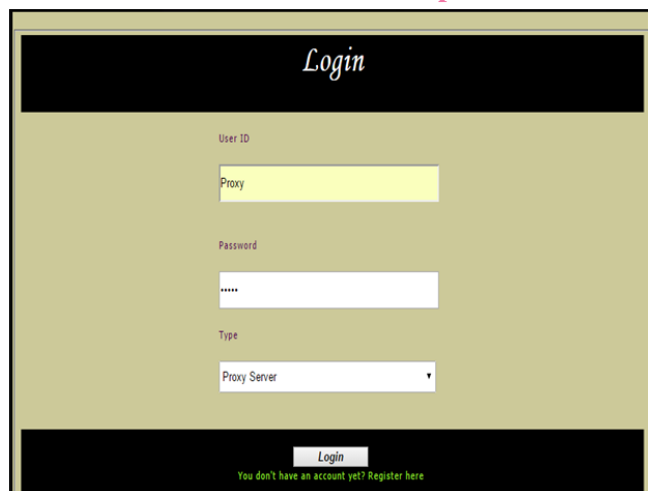 Login
User ID
Proxy
Password
•••••
Type
Proxy Server
Login
You don't have an account yet? Register here